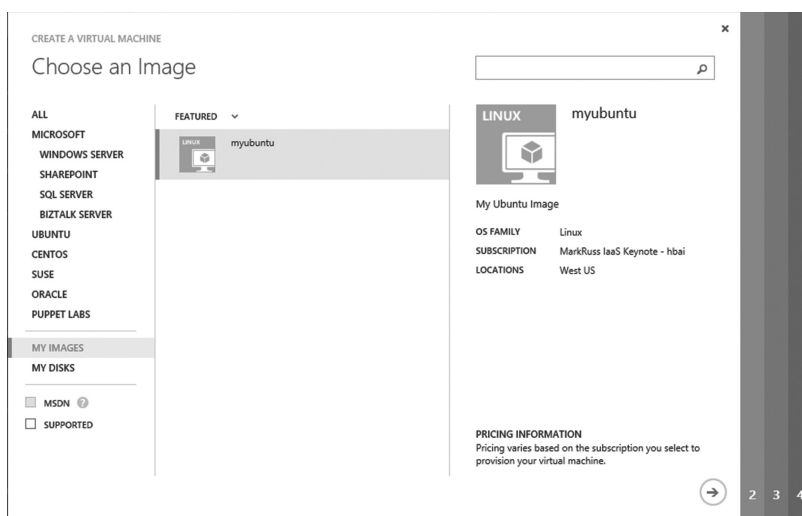 CREATE A VIRTUAL MACHINE
Choose an Image
ALL
MICROSOFT
WINDOWS SERVER
SHAREPOINT
SQL SERVER
BIZTALK SERVER
UBUNTU
CENTOS
SUSE
ORACLE
PUPPET LABS
MY IMAGES
MY DISKS
MSDN ?
SUPPORTED
FEATURED
LINUX
myubuntu
LINUX
myubuntu
My Ubuntu Image
OS FAMILY Linux
SUBSCRIPTION MarkRuss IaaS Keynote - hbai
LOCATIONS West US
PRICING INFORMATION
Pricing varies based on the subscription you select to
provision your virtual machine.
2 3 4